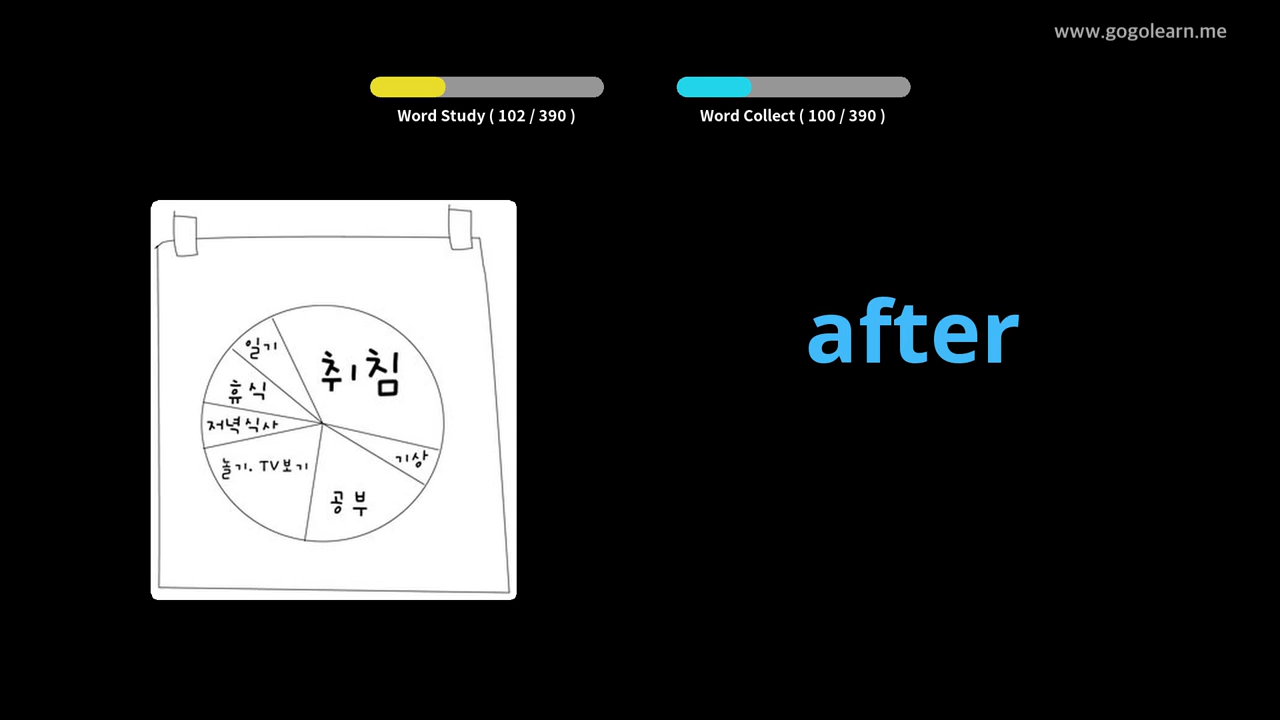 www.gogolearn.me
Word Study ( 102 / 390 )
Word Collect ( 100 / 390 )
일기
취침
휴식
저녁식사
놀기. TV보기
기상
공부
after